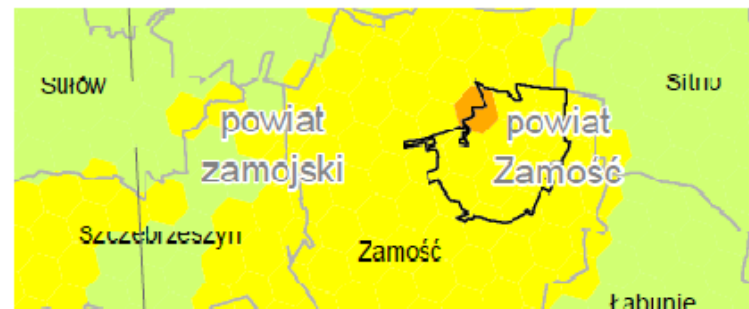 Sułów
Sitno
powiat
zamojski
powiat
Zamość
Szczebrzeszyn
Zamość
Łabunie